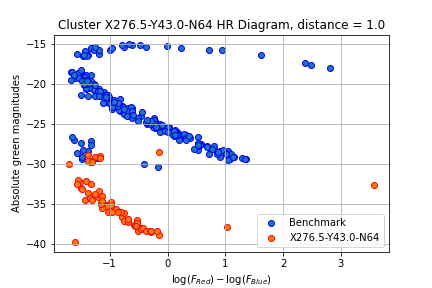 Cluster X276.5-Y43.0-N64 HR Diagram, distance = 1.0
Absolute green magnitudes
−15
−20
−25
−30
−35
−40
Benchmark
X276.5-Y43.0-N64
−1 0 1 2 3
log(F_Red) − log(F_Blue)